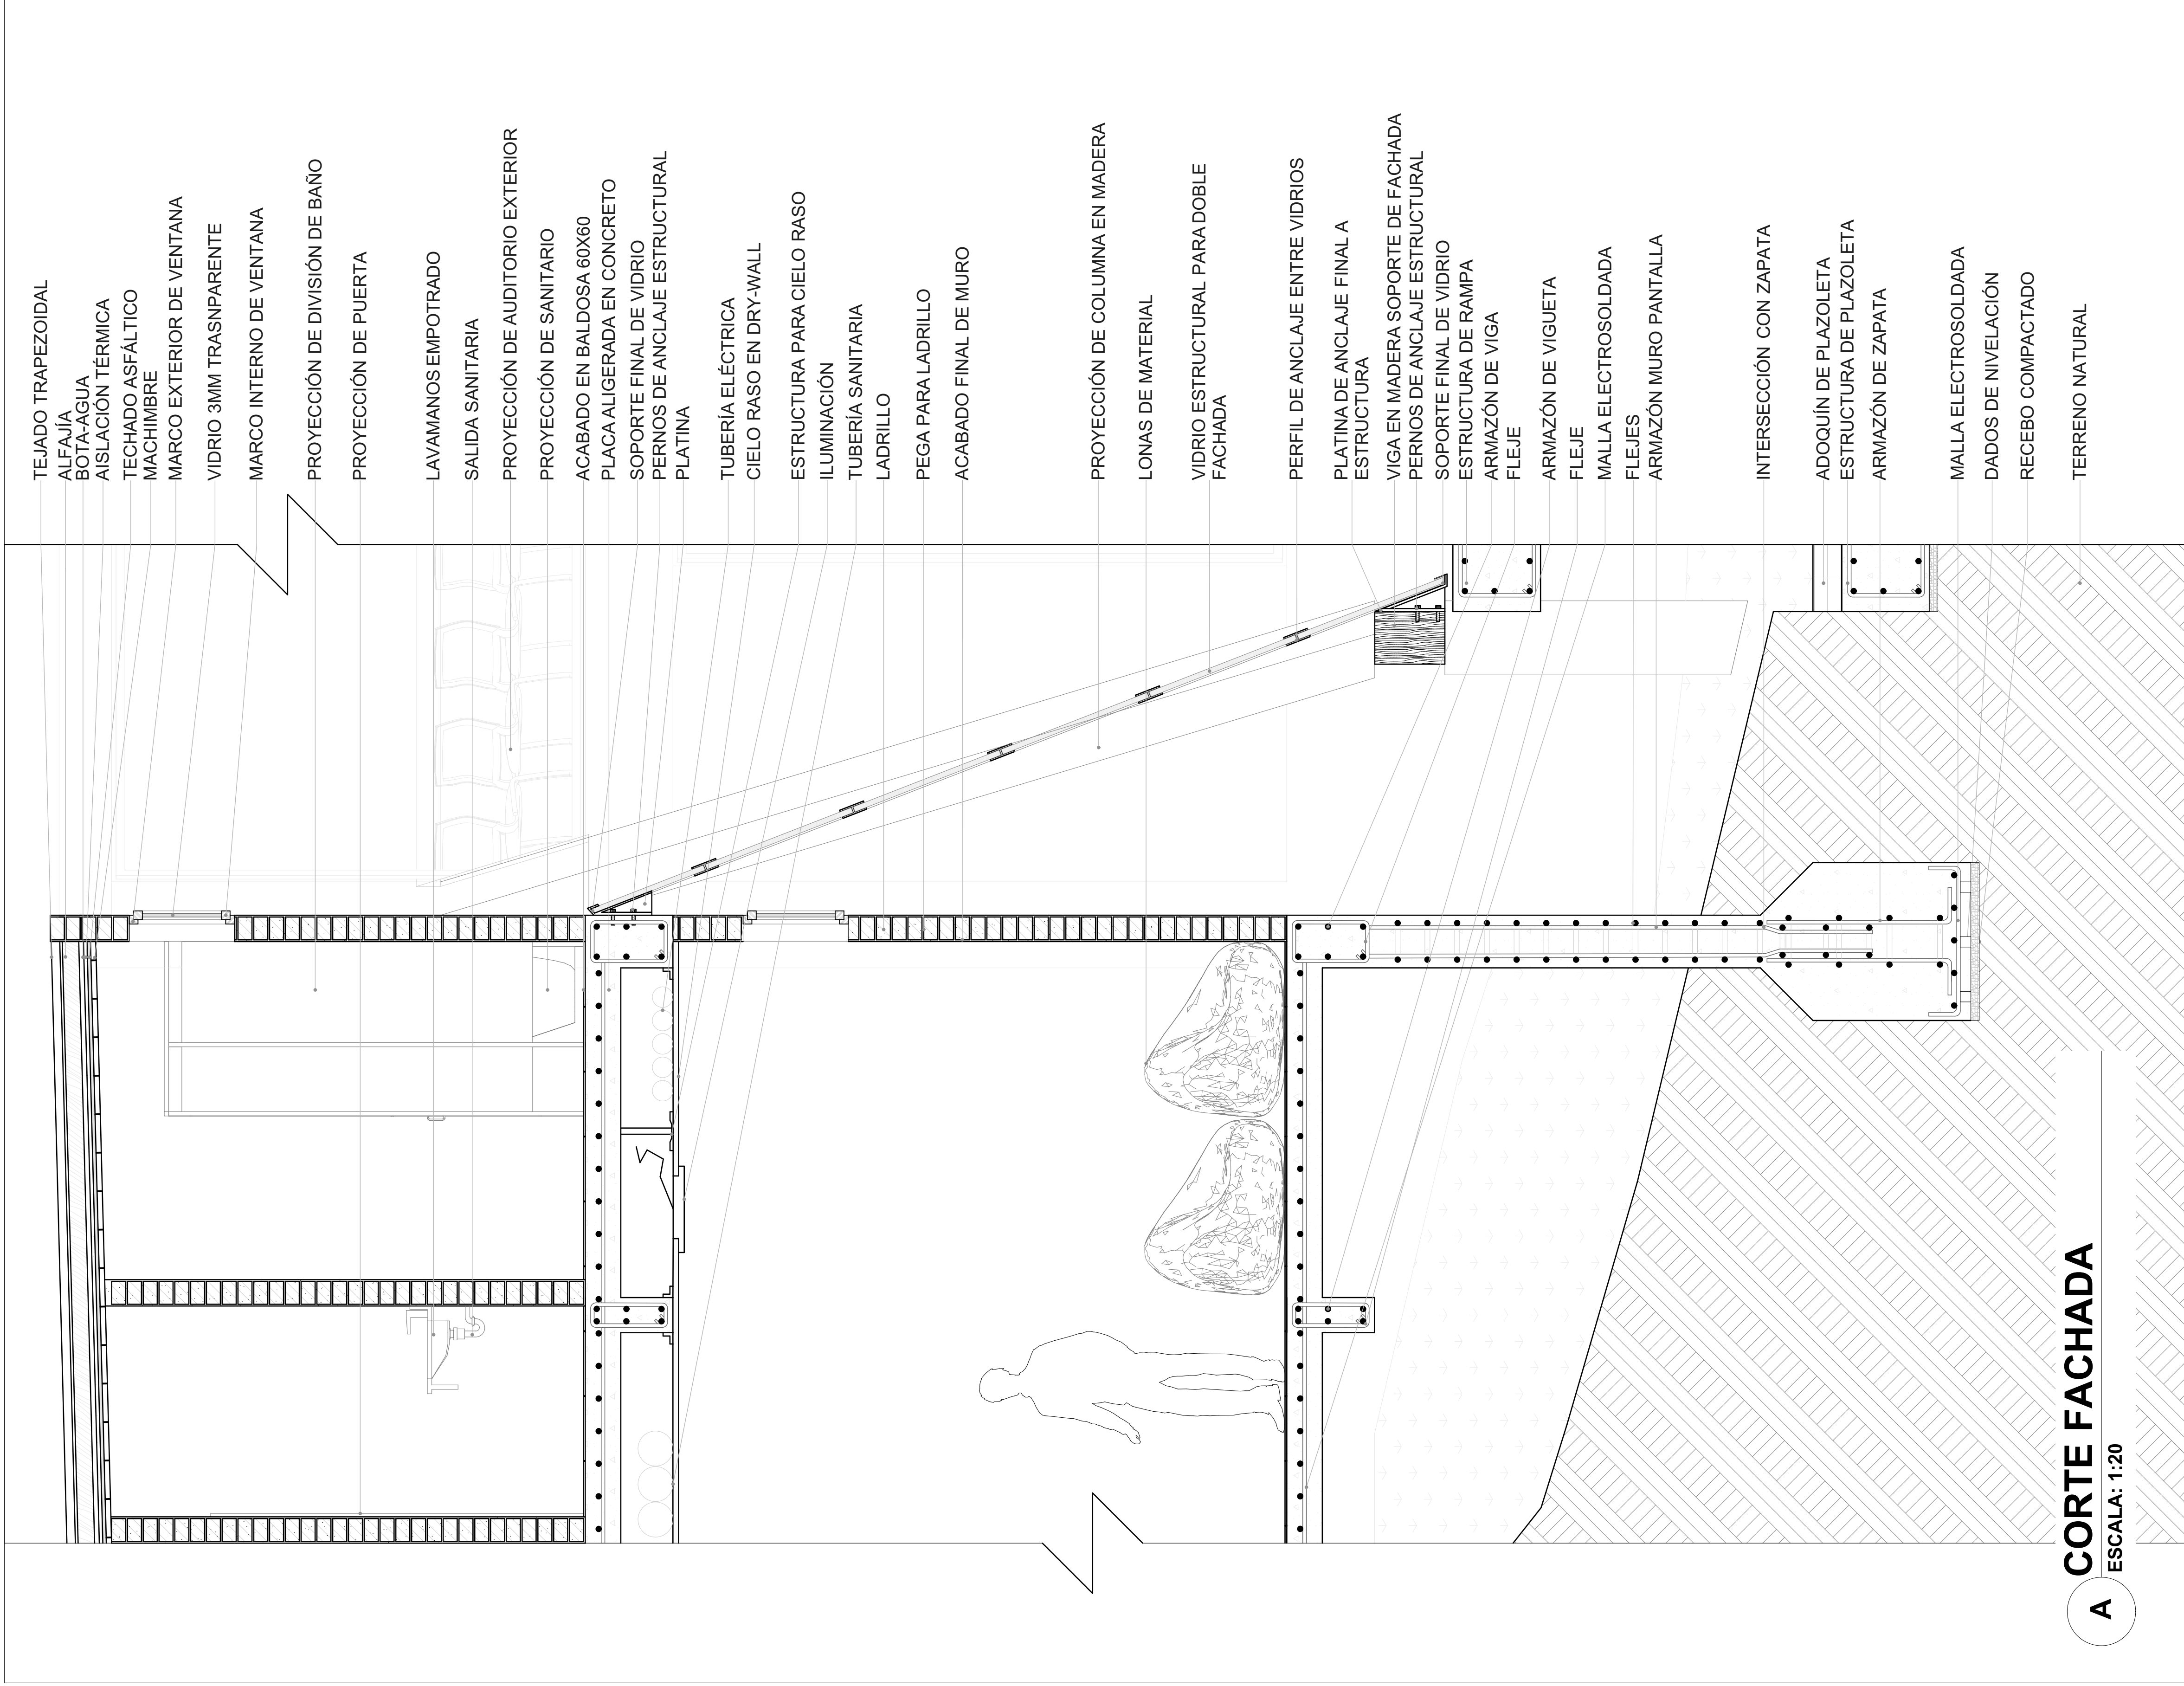 TEJADO TRAPEZOIDAL
ALFAJÍA
BOTA-AGUA
AISLACIÓN TÉRMICA
TECHADO ASFÁLTICO
MACHIMBRE
MARCO EXTERIOR DE VENTANA
VIDRIO 3MM TRASNPARENTE
MARCO INTERNO DE VENTANA
PROYECCIÓN DE DIVISIÓN DE BAÑO
PROYECCIÓN DE PUERTA
LAVAMANOS EMPOTRADO
SALIDA SANITARIA
PROYECCIÓN DE AUDITORIO EXTERIOR
PROYECCIÓN DE SANITARIO
ACABADO EN BALDOSA 60X60
PLACA ALIGERADA EN CONCRETO
SOPORTE FINAL DE VIDRIO
PERNOS DE ANCLAJE ESTRUCTURAL
PLATINA
TUBERÍA ELÉCTRICA
CIELO RASO EN DRY-WALL
ESTRUCTURA PARA CIELO RASO
ILUMINACIÓN
TUBERÍA SANITARIA
LADRILLO
PEGA PARA LADRILLO
ACABADO FINAL DE MURO
PROYECCIÓN DE COLUMNA EN MADERA
LONAS DE MATERIAL
VIDRIO ESTRUCTURAL PARA DOBLE
FACHADA
PERFIL DE ANCLAJE ENTRE VIDRIOS
PLATINA DE ANCLAJE FINAL A
ESTRUCTURA
VIGA EN MADERA SOPORTE DE FACHADA
PERNOS DE ANCLAJE ESTRUCTURAL
SOPORTE FINAL DE VIDRIO
ESTRUCTURA DE RAMPA
ARMAZÓN DE VIGA
FLEJE
ARMAZÓN DE VIGUETA
FLEJE
MALLA ELECTROSOLDADA
FLEJES
ARMAZÓN MURO PANTALLA
INTERSECCIÓN CON ZAPATA
ADOQUÍN DE PLAZOLETA
ESTRUCTURA DE PLAZOLETA
ARMAZÓN DE ZAPATA
MALLA ELECTROSOLDADA
DADOS DE NIVELACIÓN
RECEBO COMPACTADO
TERRENO NATURAL
A
CORTE FACHADA
ESCALA: 1:20